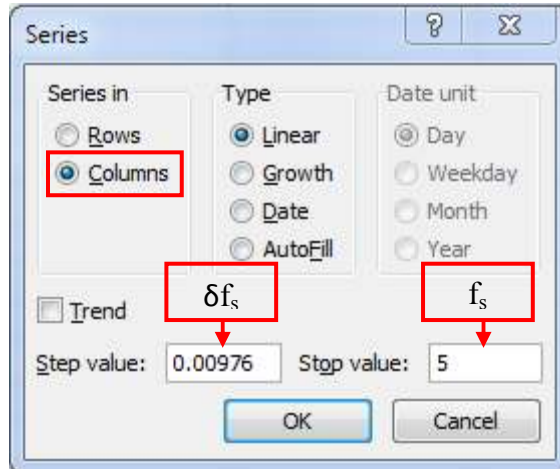 Series
?
Series in Type Date unit
Rows Linear Day
Columns Growth Weekday
Date Month
AutoFill Year
Trend
δfs fs
Step value: 0.00976 Stop value: 5
OK Cancel